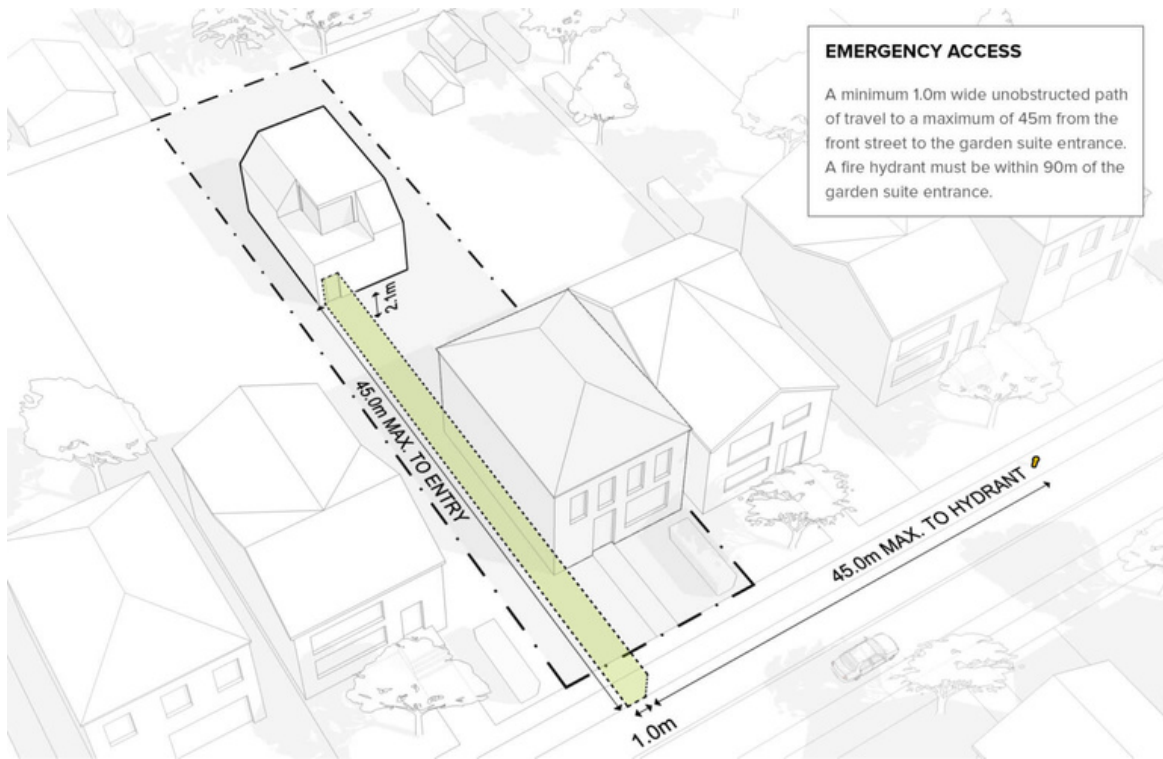 EMERGENCY ACCESS
A minimum 1.0m wide unobstructed path
of travel to a maximum of 45m from the
front street to the garden suite entrance.
A fire hydrant must be within 90m of the
garden suite entrance.
2.1m
45.0m MAX. TO ENTRY
45.0m MAX. TO HYDRANT
1.0m